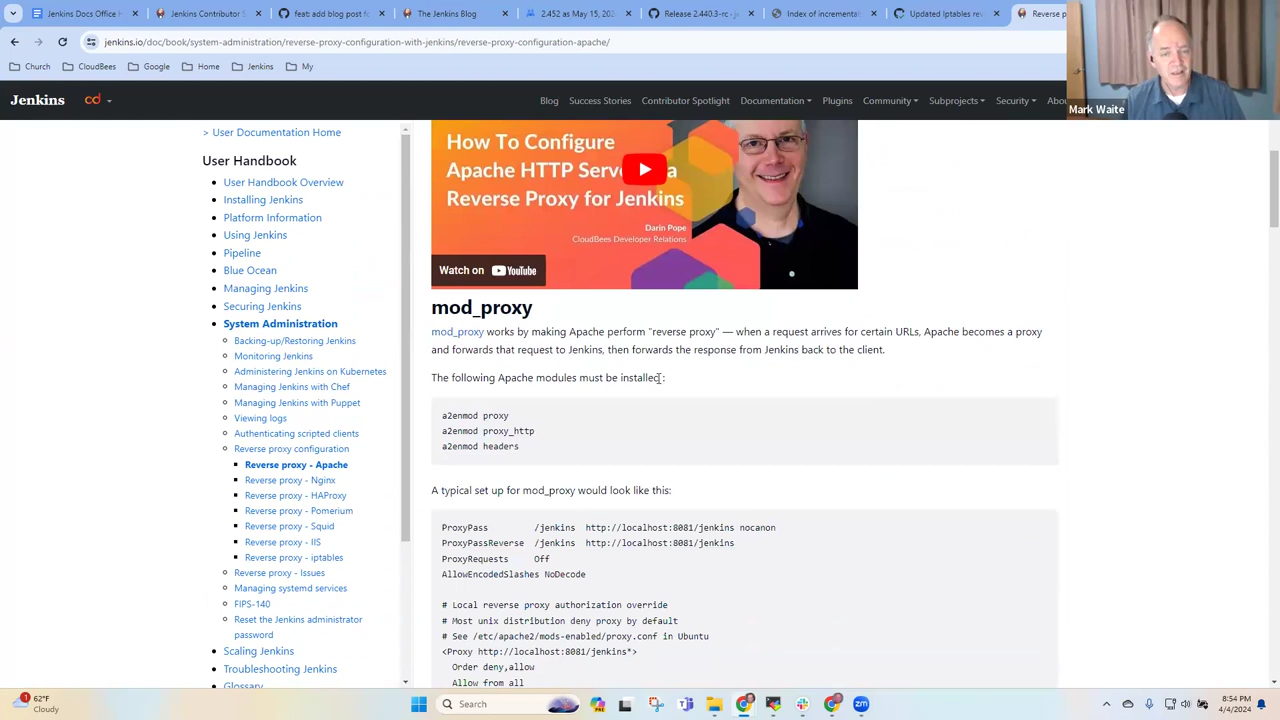 Jenkins Docs Office
Jenkins Contributor S
feat: add blog post fo
The Jenkins Blog
2.452 as of May 15, 202
Release 2.440.3-rc · jen
Index of incrementa
Updated Iptables re
Reverse p
jenkins.io/doc/book/system-administration/reverse-proxy-configuration-with-jenkins/reverse-proxy-configuration-apache/
Church
CloudBees
Google
Home
Jenkins
My
Mark Waite
Jenkins
cd
Blog
Success Stories
Contributor Spotlight
Documentation
Plugins
Community
Subprojects
Security
Abou
> User Documentation Home
User Handbook
User Handbook Overview
Installing Jenkins
Platform Information
Using Jenkins
Pipeline
Blue Ocean
Managing Jenkins
Securing Jenkins
System Administration
Backing-up/Restoring Jenkins
Monitoring Jenkins
Administering Jenkins on Kubernetes
Managing Jenkins with Chef
Managing Jenkins with Puppet
Viewing logs
Authenticating scripted clients
Reverse proxy configuration
Reverse proxy - Apache
Reverse proxy - Nginx
Reverse proxy - HAProxy
Reverse proxy - Pomerium
Reverse proxy - Squid
Reverse proxy - IIS
Reverse proxy - iptables
Reverse proxy - Issues
Managing systemd services
FIPS-140
Reset the Jenkins administrator
password
Scaling Jenkins
Troubleshooting Jenkins
Glossary
How To Configure
Apache HTTP Serve a
Reverse Proxy for Jenkins
Darin Pope
CloudBees Developer Relations
Watch on YouTube
mod_proxy
mod_proxy works by making Apache perform "reverse proxy" — when a request arrives for certain URLs, Apache becomes a proxy
and forwards that request to Jenkins, then forwards the response from Jenkins back to the client.
The following Apache modules must be installed:
a2enmod proxy
a2enmod proxy_http
a2enmod headers
A typical set up for mod_proxy would look like this:
ProxyPass /jenkins http://localhost:8081/jenkins nocanon
ProxyPassReverse /jenkins http://localhost:8081/jenkins
ProxyRequests Off
AllowEncodedSlashes NoDecode
# Local reverse proxy authorization override
# Most unix distribution deny proxy by default
# See /etc/apache2/mods-enabled/proxy.conf in Ubuntu
<Proxy http://localhost:8081/jenkins*>
Order deny,allow
Allow from all
1
62°F
Cloudy
Search
8:54 PM
4/4/2024